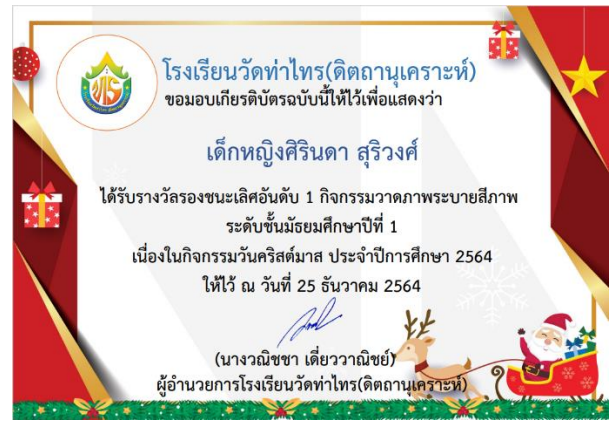 โรงเรียนวัดท่าไทร(ดิตถานุเคราะห์)
ขอมอบเกียรติบัตรฉบับนี้ให้ไว้เพื่อแสดงว่า
เด็กหญิงศิรินดา สุริวงศ์
ได้รับรางวัลรองชนะเลิศอันดับ 1 กิจกรรมวาดภาพระบายสีภาพ
ระดับชั้นมัธยมศึกษาปีที่ 1
เนื่องในกิจกรรมวันคริสต์มาส ประจำปีการศึกษา 2564
ให้ไว้ ณ วันที่ 25 ธันวาคม 2564
(นางวณิชชา เดี่ยววาณิชย์)
ผู้อำนวยการโรงเรียนวัดท่าไทร(ดิตถานุเคราะห์)